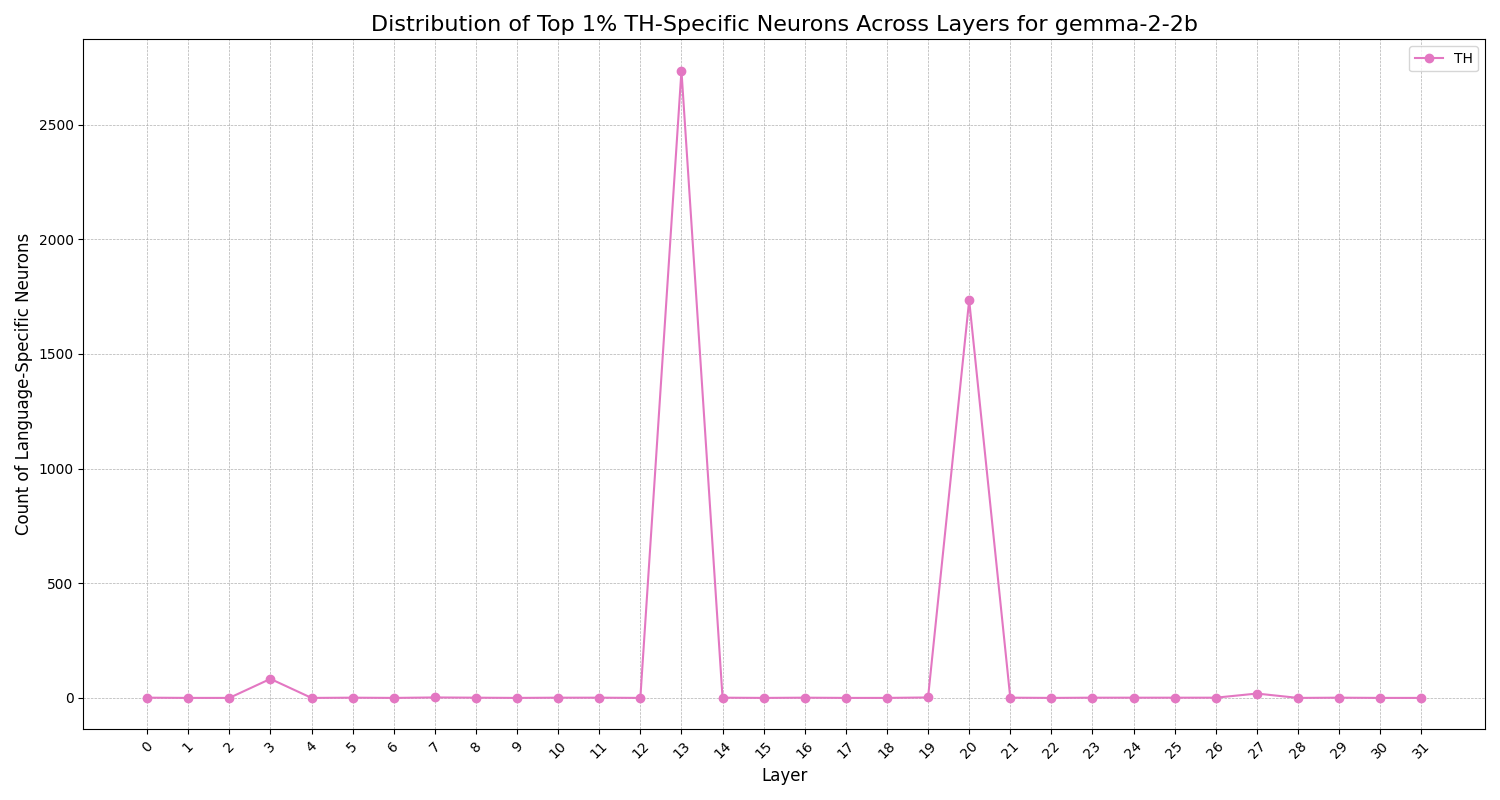 Distribution of Top 1% TH-Specific Neurons Across Layers for gemma-2-2b
TH
Count of Language-Specific Neurons
2500
2000
1500
1000
500
0
0 1 2 3 4 5 6 7 8 9 10 11 12 13 14 15 16 17 18 19 20 21 22 23 24 25 26 27 28 29 30 31
Layer